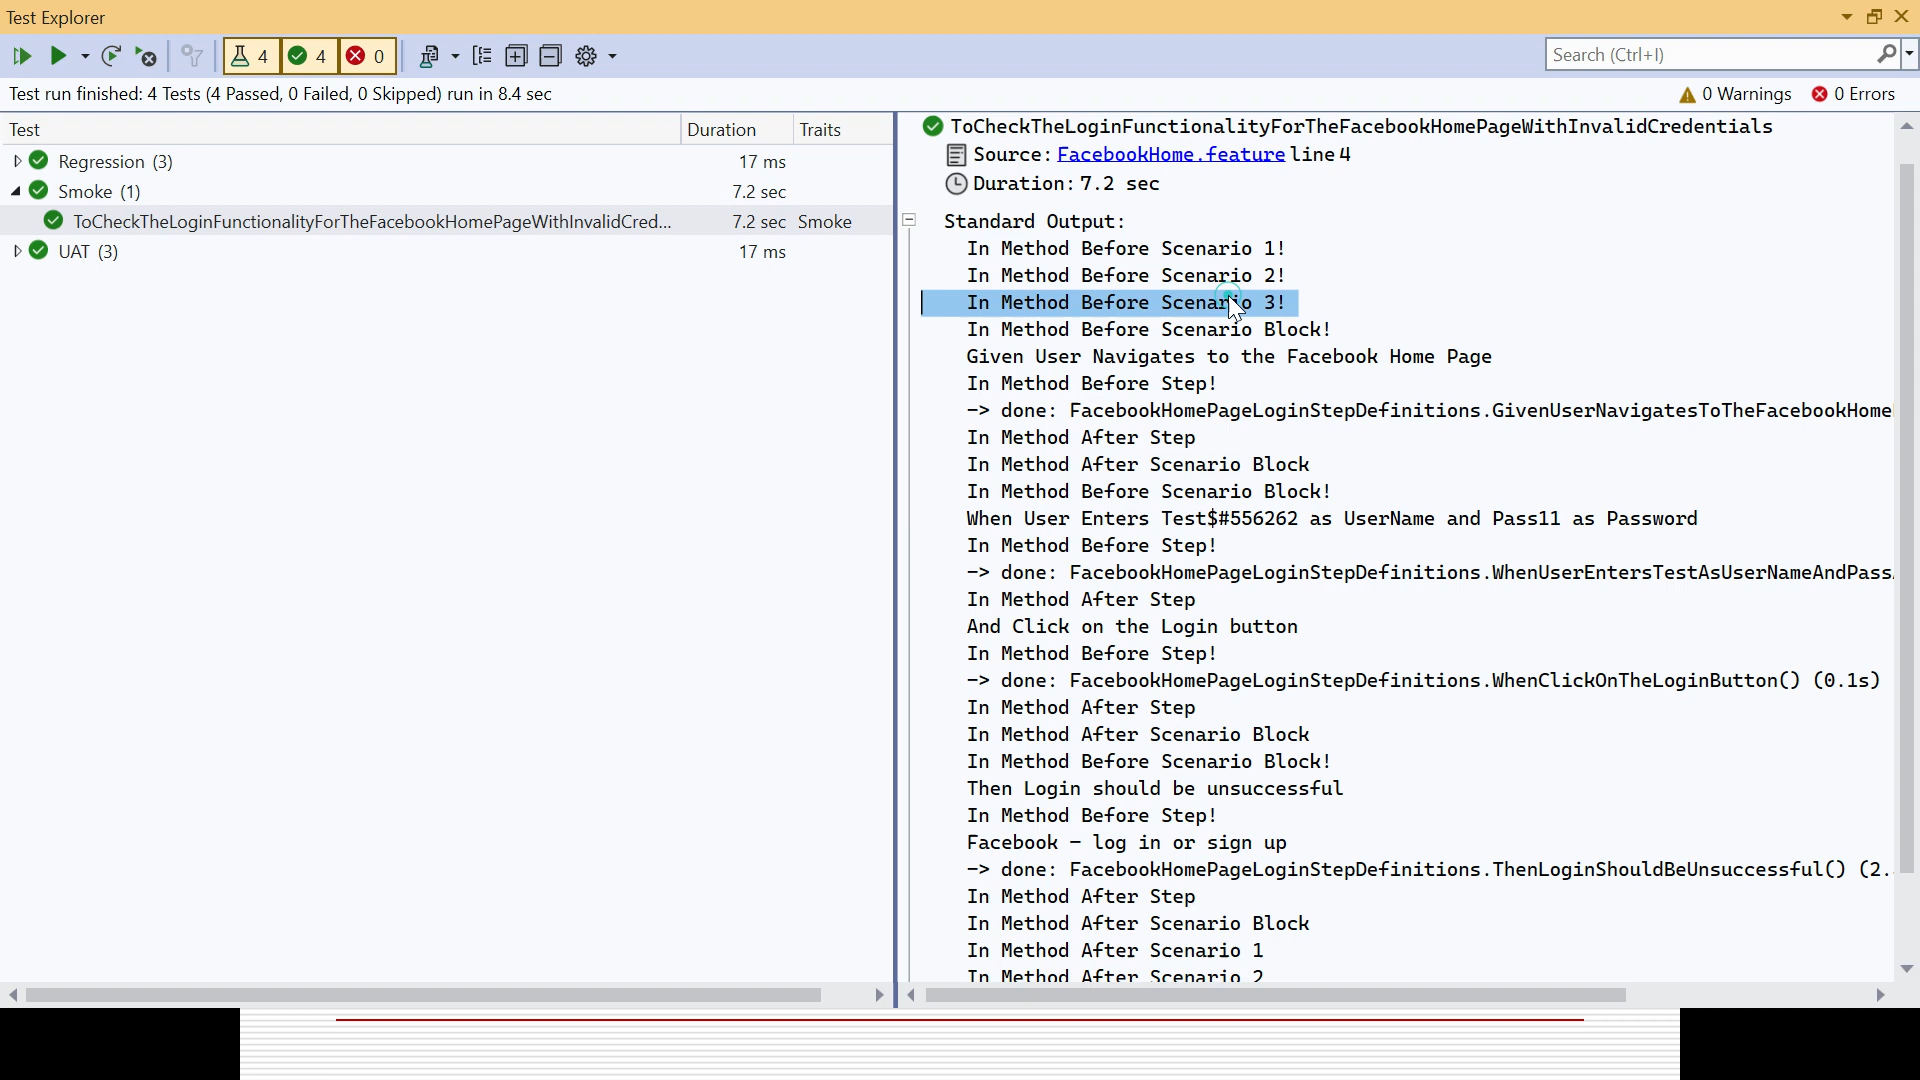 Test Explorer
4 4 0
Search (Ctrl+I)
Test run finished: 4 Tests (4 Passed, 0 Failed, 0 Skipped) run in 8.4 sec
0 Warnings 0 Errors
Test Duration Traits
Regression (3) 17 ms
Smoke (1) 7.2 sec
ToCheckTheLoginFunctionalityForTheFacebookHomePageWithInvalidCred... 7.2 sec Smoke
UAT (3) 17 ms
ToCheckTheLoginFunctionalityForTheFacebookHomePageWithInvalidCredentials
Source: FacebookHome.feature line 4
Duration: 7.2 sec
Standard Output:
In Method Before Scenario 1!
In Method Before Scenario 2!
In Method Before Scenario 3!
In Method Before Scenario Block!
Given User Navigates to the Facebook Home Page
In Method Before Step!
-> done: FacebookHomePageLoginStepDefinitions.GivenUserNavigatesToTheFacebookHome
In Method After Step
In Method After Scenario Block
In Method Before Scenario Block!
When User Enters Test$#556262 as UserName and Pass11 as Password
In Method Before Step!
-> done: FacebookHomePageLoginStepDefinitions.WhenUserEntersTestAsUserNameAndPass
In Method After Step
And Click on the Login button
In Method Before Step!
-> done: FacebookHomePageLoginStepDefinitions.WhenClickOnTheLoginButton() (0.1s)
In Method After Step
In Method After Scenario Block
In Method Before Scenario Block!
Then Login should be unsuccessful
In Method Before Step!
Facebook – log in or sign up
-> done: FacebookHomePageLoginStepDefinitions.ThenLoginShouldBeUnsuccessful() (2.
In Method After Step
In Method After Scenario Block
In Method After Scenario 1
In Method After Scenario 2